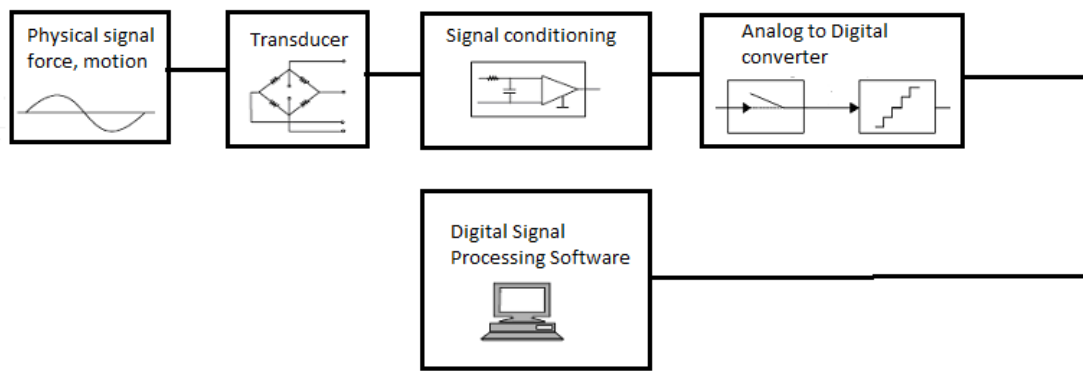 Physical signal
force, motion
Transducer
Signal conditioning
Analog to Digital
converter
Digital Signal
Processing Software